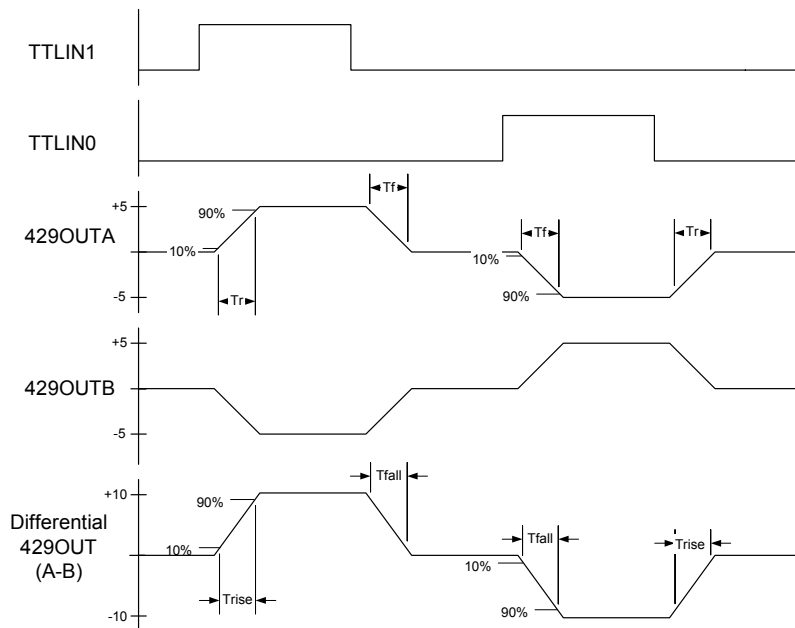 TTLIN1
TTLIN0
+5
Tf
90%
429OUTA
10%
Tf
Tr
10%
-5
Tr
90%
+5
429OUTB
-5
Tfall
+10
90%
Differential
429OUT
(A-B)
10%
Tfall
Trise
10%
Trise
90%
-10